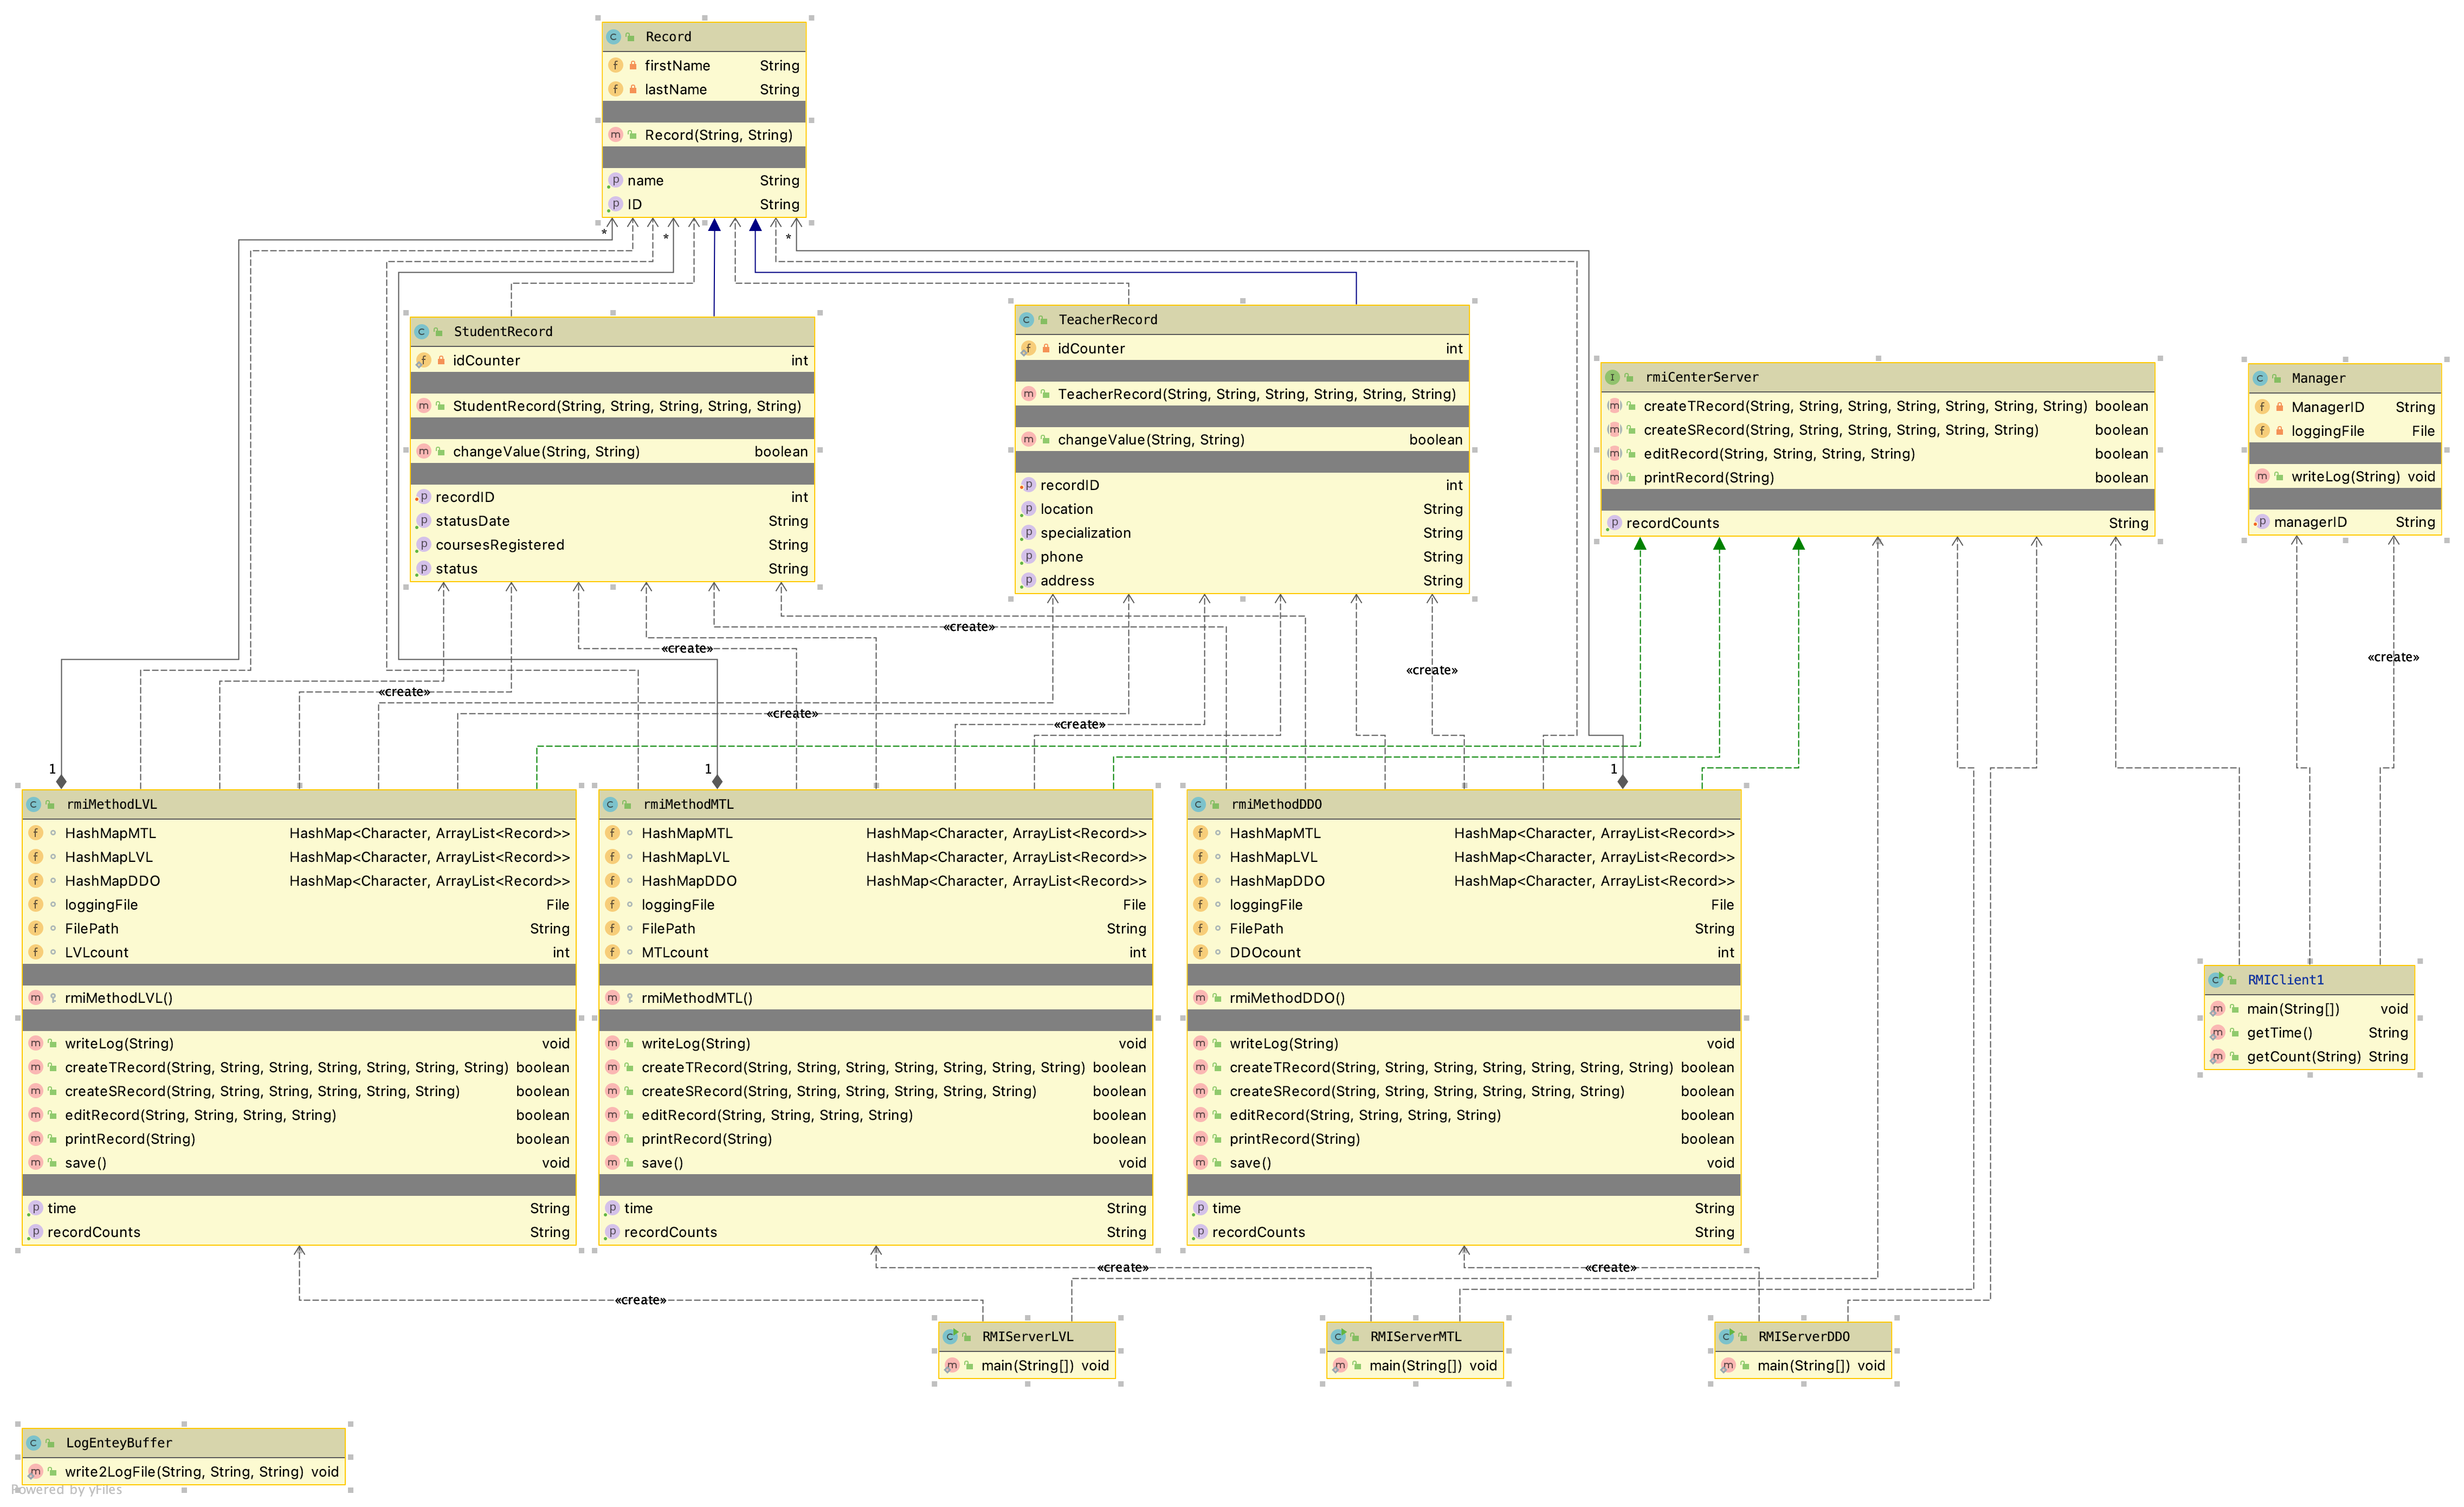 Record
firstName String
lastName String
Record(String, String)
name String
ID String
* * *
StudentRecord
idCounter int
StudentRecord(String, String, String, String, String)
changeValue(String, String) boolean
recordID int
statusDate String
coursesRegistered String
status String
TeacherRecord
idCounter int
TeacherRecord(String, String, String, String, String, String)
changeValue(String, String) boolean
recordID int
location String
specialization String
phone String
address String
rmiCenterServer
createTRecord(String, String, String, String, String, String, String) boolean
createSRecord(String, String, String, String, String, String) boolean
editRecord(String, String, String, String) boolean
printRecord(String) boolean
recordCounts String
Manager
ManagerID String
loggingFile File
writeLog(String) void
managerID String
«create»
«create»
«create»
«create»
«create»
«create»
«create»
1
1
1
rmiMethodLVL
HashMapMTL HashMap<Character, ArrayList<Record>>
HashMapLVL HashMap<Character, ArrayList<Record>>
HashMapDDO HashMap<Character, ArrayList<Record>>
loggingFile File
FilePath String
LVLcount int
rmiMethodLVL()
writeLog(String) void
createTRecord(String, String, String, String, String, String, String) boolean
createSRecord(String, String, String, String, String, String) boolean
editRecord(String, String, String, String) boolean
printRecord(String) boolean
save() void
time String
recordCounts String
rmiMethodMTL
HashMapMTL HashMap<Character, ArrayList<Record>>
HashMapLVL HashMap<Character, ArrayList<Record>>
HashMapDDO HashMap<Character, ArrayList<Record>>
loggingFile File
FilePath String
MTLcount int
rmiMethodMTL()
writeLog(String) void
createTRecord(String, String, String, String, String, String, String) boolean
createSRecord(String, String, String, String, String, String) boolean
editRecord(String, String, String, String) boolean
printRecord(String) boolean
save() void
time String
recordCounts String
rmiMethodDDO
HashMapMTL HashMap<Character, ArrayList<Record>>
HashMapLVL HashMap<Character, ArrayList<Record>>
HashMapDDO HashMap<Character, ArrayList<Record>>
loggingFile File
FilePath String
DDOcount int
rmiMethodDDO()
writeLog(String) void
createTRecord(String, String, String, String, String, String, String) boolean
createSRecord(String, String, String, String, String, String) boolean
editRecord(String, String, String, String) boolean
printRecord(String) boolean
save() void
time String
recordCounts String
RMIClient1
main(String[]) void
getTime() String
getCount(String) String
«create»
«create»
«create»
RMIServerLVL
main(String[]) void
RMIServerMTL
main(String[]) void
RMIServerDDO
main(String[]) void
LogEnteyBuffer
write2LogFile(String, String, String) void
Powered by yFiles